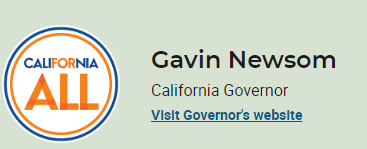 CALIFORNIA
ALL
Gavin Newsom
California Governor
Visit Governor's website